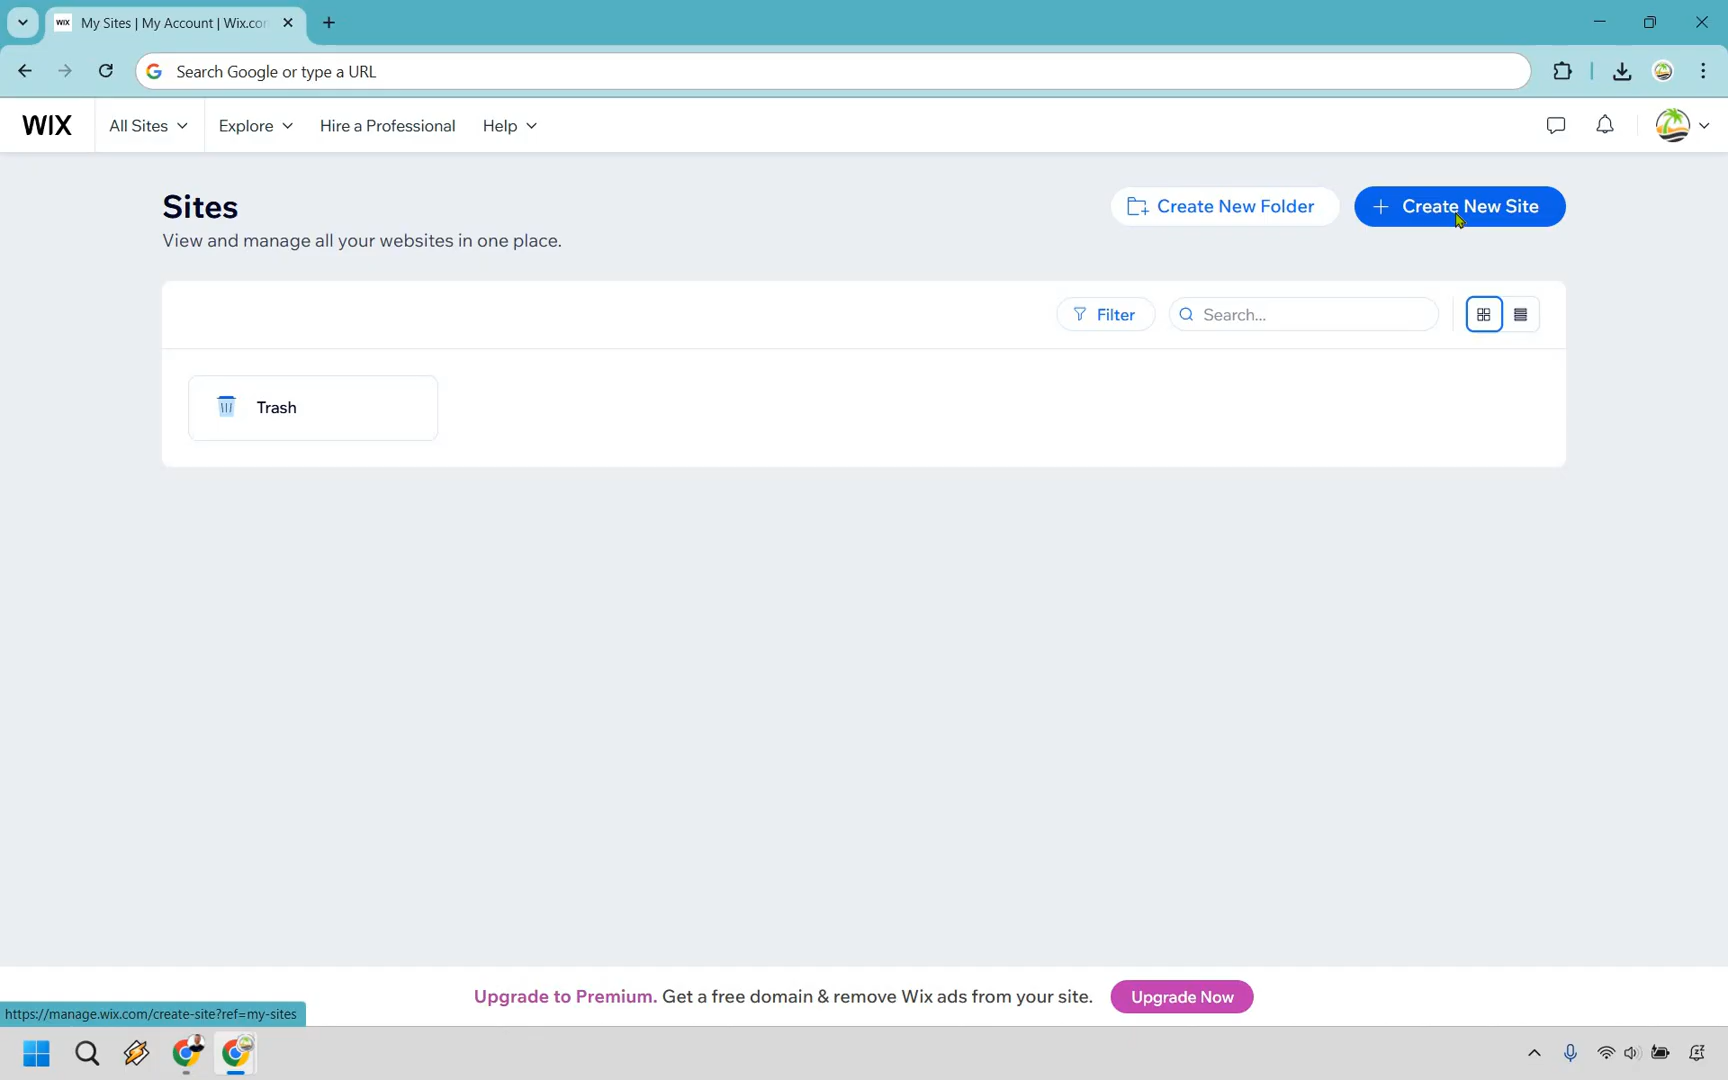 WIX My Sites | My Account | Wix.co
Search Google or type a URL
WIX All Sites Explore Hire a Professional Help
Sites
Create New Folder
+ Create New Site
View and manage all your websites in one place.
Filter
Search...
Trash
Upgrade to Premium. Get a free domain & remove Wix ads from your site.
Upgrade Now
https://manage.wix.com/create-site?ref=my-sites